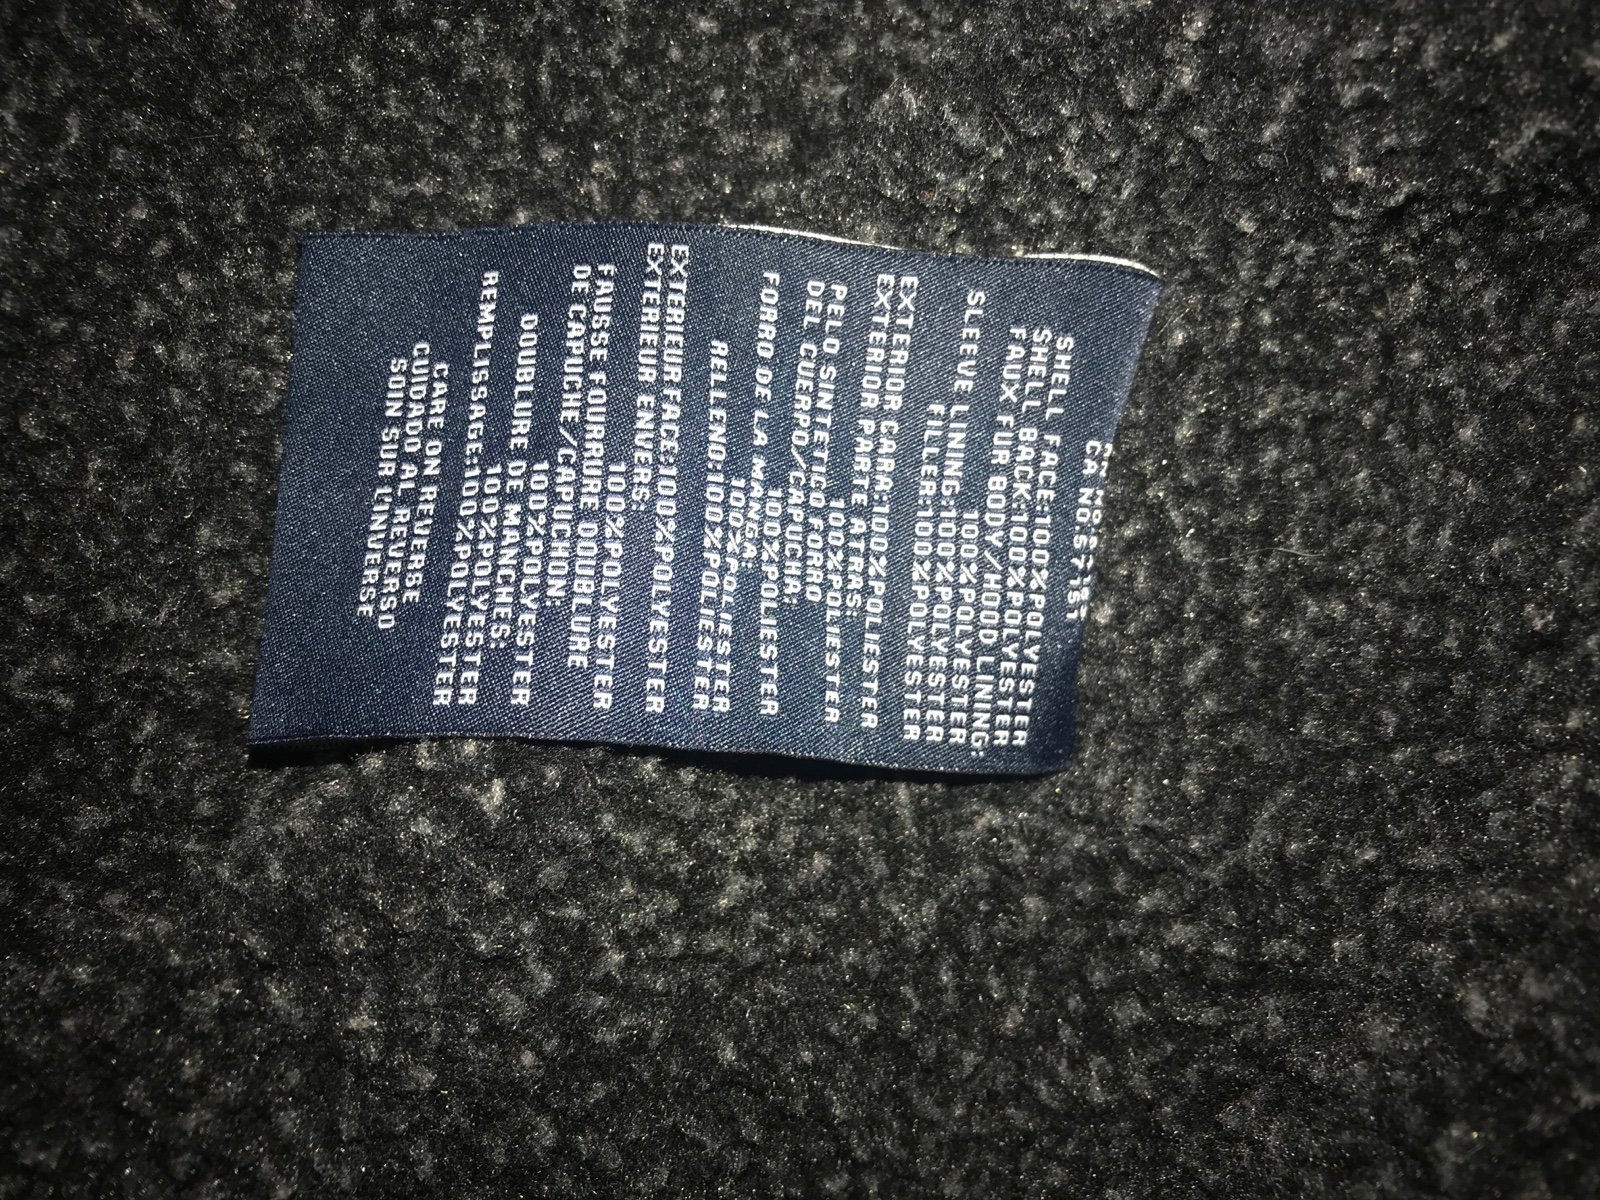 CA NO:57151
SHELL FACE:100%POLYESTER
SHELL BACK:100%POLYESTER
FAUX FUR BODY/HOOD LINING:
100%POLYESTER
SLEEVE LINING:100%POLYESTER
FILLER:100%POLYESTER
EXTERIOR CARA:100%POLIESTER
EXTERIOR PARTE ATRAS:
100%POLIESTER
PELO SINTETICO FORRO
DEL CUERPO/CAPUCHA:
100%POLIESTER
FORRO DE LA MANGA:
100%POLIESTER
RELLENO:100%POLIESTER
EXTERIEUR FACE:100%POLYESTER
EXTERIEUR ENVERS:
100%POLYESTER
FAUSSE FOURRURE DOUBLURE
DE CAPUCIE/CAPUCHON:
100%POLYESTER
DOUBLURE DE MANCHES:
100%POLYESTER
REMPLISSAGE:100%POLYESTER
CARE ON REVERSE
CUIDADO AL REVERSO
SOIN SUR LINVERSE